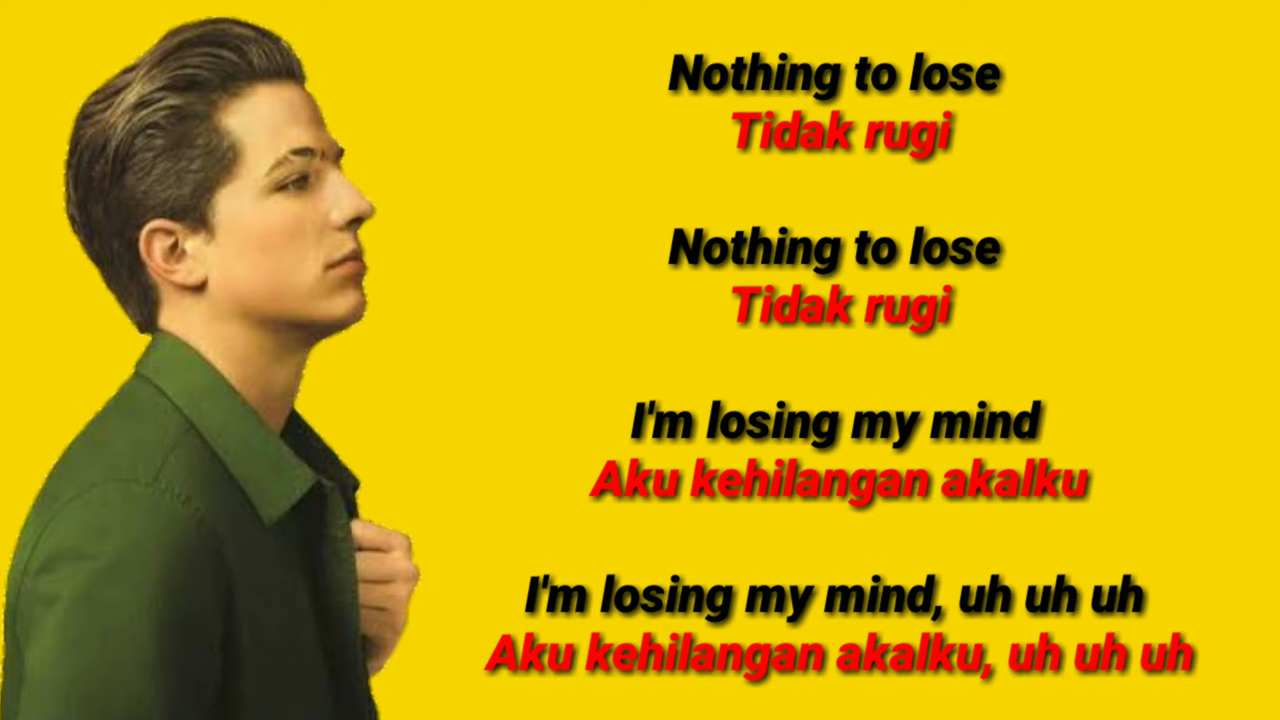 Nothing to lose
Tidak rugi
Nothing to lose
Tidak rugi
I'm losing my mind
Aku kehilangan akalku
I'm losing my mind, uh uh uh
Aku kehilangan akalku, uh uh uh